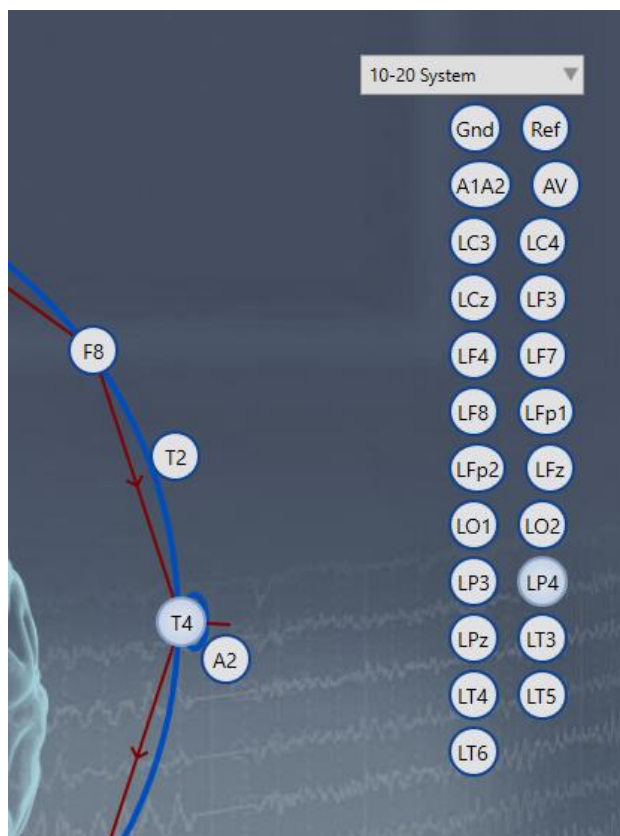 10-20 System
Gnd Ref
A1A2 AV
LC3 LC4
LCz LF3
F8
LF4 LF7
LF8 LFp1
T2
LFp2 LFz
LO1 LO2
LP3 LP4
T4
LPz LT3
A2
LT4 LT5
LT6